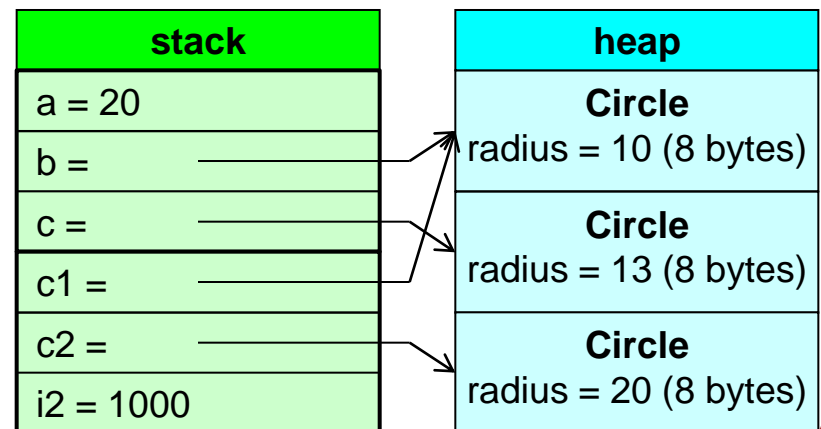 stack
a = 20
b =
c =
c1 =
c2 =
i2 = 1000
heap
Circle
radius = 10 (8 bytes)
Circle
radius = 13 (8 bytes)
Circle
radius = 20 (8 bytes)